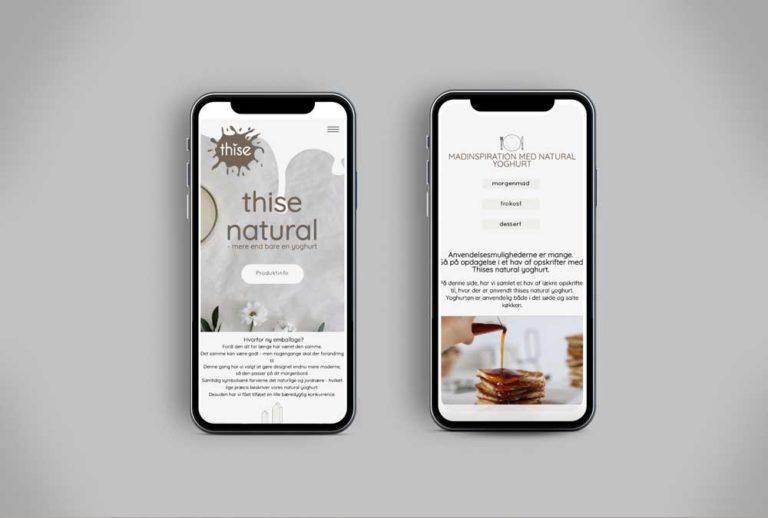 thise
thise
natural
- mere end bare en yoghurt
Produktinfo
Hvorfor ny emballage?
Fordi den alt for længe har været den samme.
Det samme kan være godt - men nogengange skal der forandring
til
Denne gang har vi valgt at gøre designet endnu mere moderne,
så den passer på dit morgenbord.
Samtidig symbolisere farverne det naturlige og jordnære - hvilket
lige præcis beskriver vores natural yoghurt
Desuden har vi fået tilføjet en lille bæredygtig konkurrence.
MADINSPIRATION MED NATURAL
YOGHURT
morgenmad
frokost
dessert
Anvendelsesmulighederne er mange.
Gå på opdagelse i et hav af opskrifter med
Thises natural yoghurt.
På denne side, har vi samlet et hav af lækre opskrifte
til, hvor der er anvendt thises natural yoghurt.
Yoghurten er anvendelig både i det søde og salte
køkken.